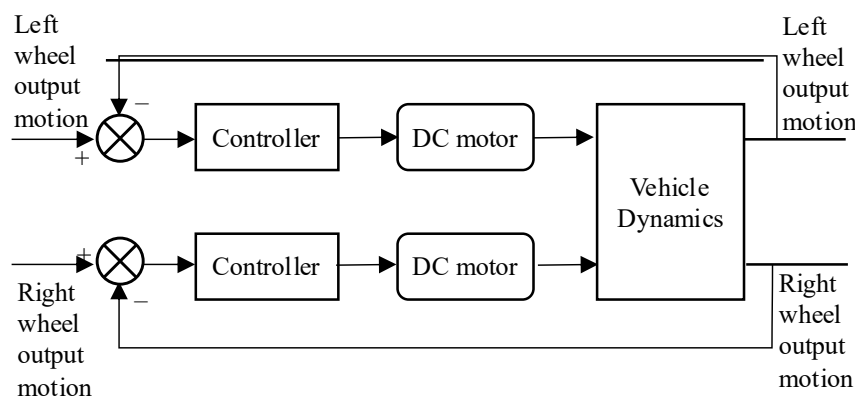 Left
wheel
output
motion
Left
wheel
output
motion
−
+
Controller
DC motor
Vehicle
Dynamics
+
Controller
DC motor
−
Right
wheel
output
motion
Right
wheel
output
motion